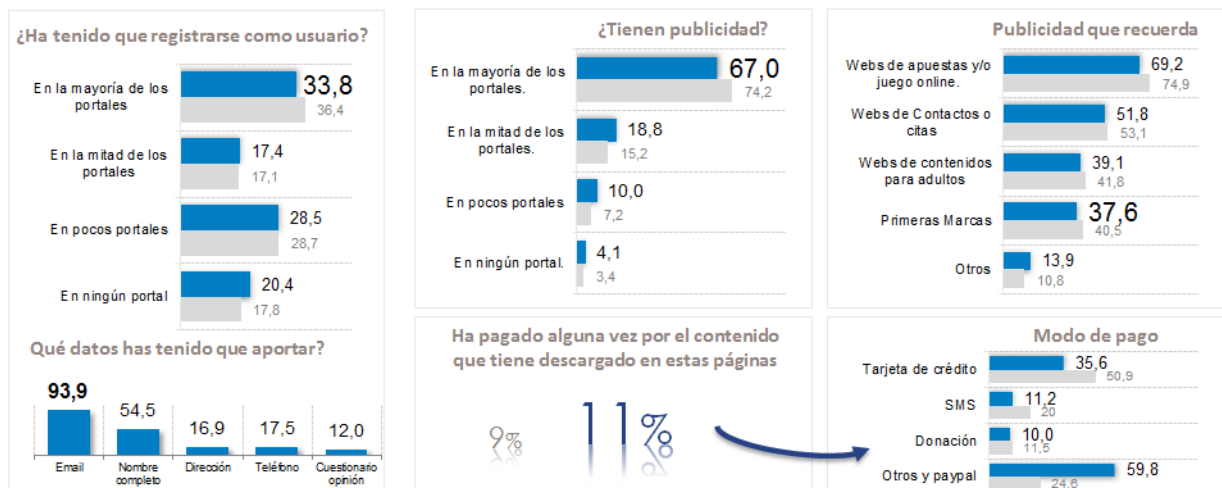 ¿Ha tenido que registrarse como usuario?
En la mayoría de los
portales
33,8
36,4
En la mitad de los
portales
17,4
17,1
En pocos portales
28,5
28,7
En ningún portal
20,4
17,8
Qué datos has tenido que aportar?
93,9
54,5
16,9
17,5
12,0
Email
Nombre
completo
Dirección
Teléfono
Cuestionario
opinión
¿Tienen publicidad?
En la mayoría de los
portales.
67,0
74,2
En la mitad de los
portales.
18,8
15,2
En pocos portales
10,0
7,2
En ningún portal.
4,1
3,4
Publicidad que recuerda
Webs de apuestas y/o
juego online.
69,2
74,9
Webs de Contactos o
citas
51,8
53,1
Webs de contenidos
para adultos
39,1
41,8
Primeras Marcas
37,6
40,5
Otros
13,9
10,8
Ha pagado alguna vez por el contenido
que tiene descargado en estas páginas
9%
11%
Modo de pago
Tarjeta de crédito
35,6
50,9
SMS
11,2
20
Donación
10,0
11,5
Otros y paypal
59,8
24,6